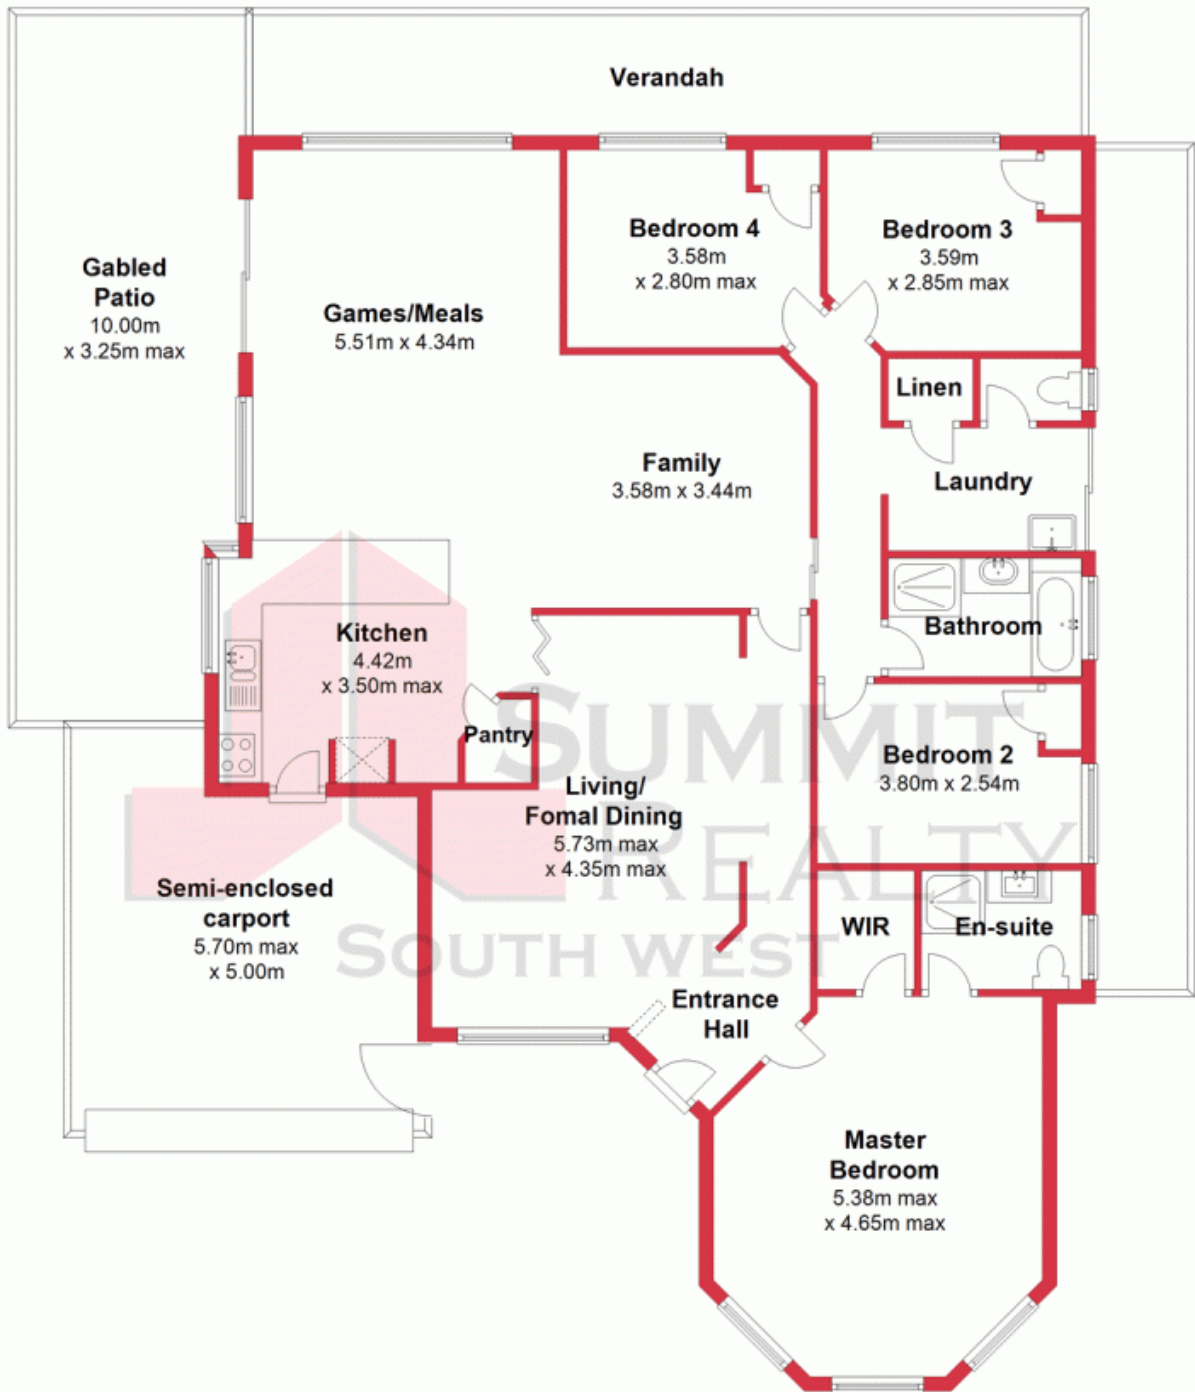 Verandah
Gabled
Patio
10.00m
x 3.25m max
Games/Meals
5.51m x 4.34m
Bedroom 4
3.58m
x 2.80m max
Bedroom 3
3.59m
x 2.85m max
Linen
Laundry
Family
3.58m x 3.44m
Kitchen
4.42m
x 3.50m max
Pantry
Bathroom
Bedroom 2
3.80m x 2.54m
Living/
Fomal Dining
5.73m max
x 4.35m max
Semi-enclosed
carport
5.70m max
x 5.00m
WIR
En-suite
Entrance
Hall
Master
Bedroom
5.38m max
x 4.65m max
SUMMIT
REALTY
SOUTH WEST